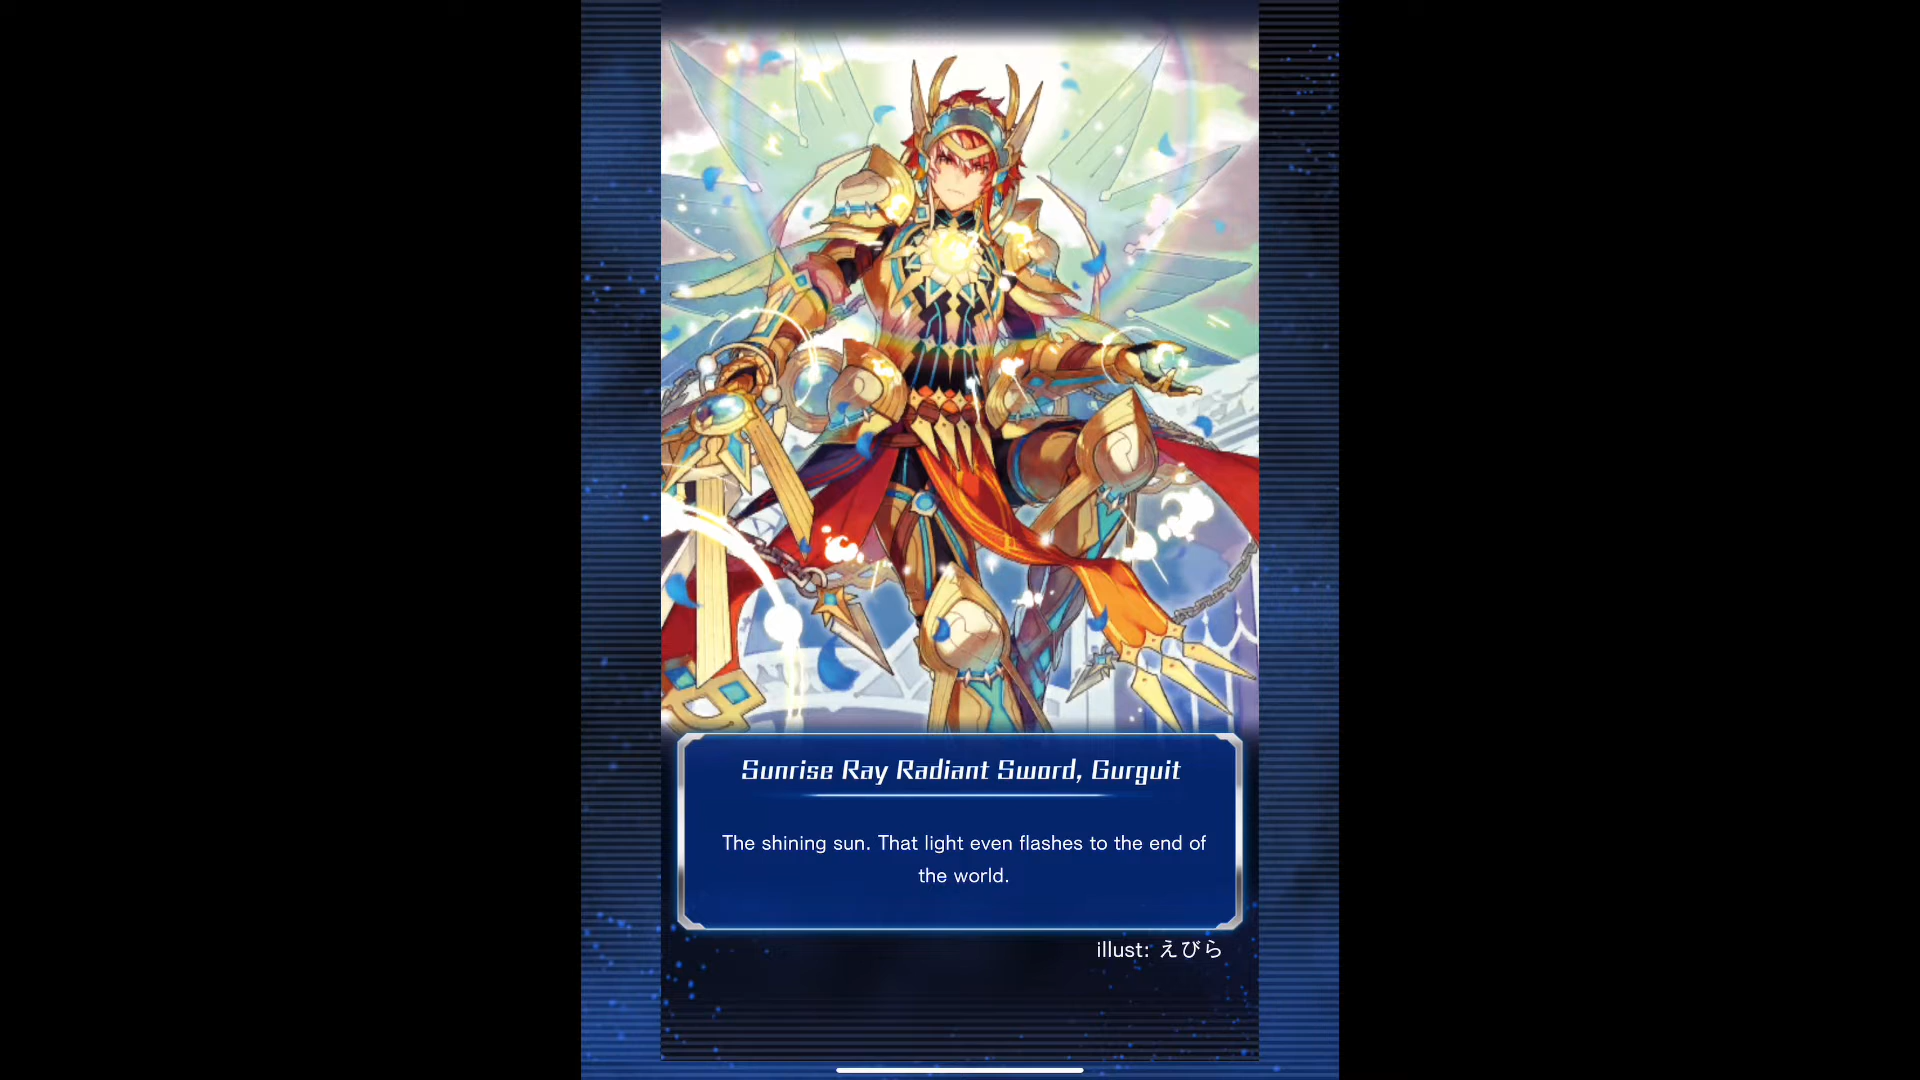 Sunrise Ray Radiant Sword, Gurguit
The shining sun. That light even flashes to the end of
the world.
illust: えびら